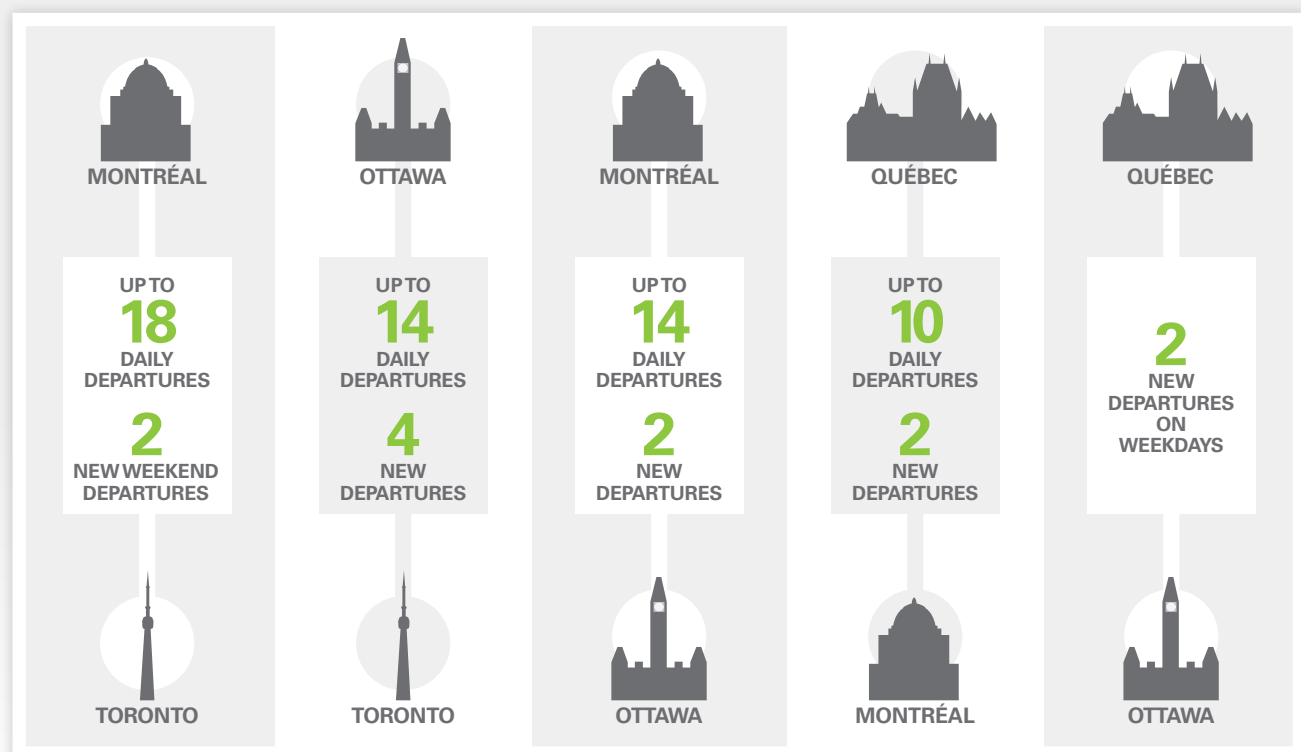 MONTRÉAL
UP TO
18
DAILY
DEPARTURES
2
NEW WEEKEND
DEPARTURES
TORONTO
OTTAWA
UP TO
14
DAILY
DEPARTURES
4
NEW
DEPARTURES
TORONTO
MONTRÉAL
UP TO
14
DAILY
DEPARTURES
2
NEW
DEPARTURES
OTTAWA
QUÉBEC
UP TO
10
DAILY
DEPARTURES
2
NEW
DEPARTURES
MONTRÉAL
QUÉBEC
2
NEW
DEPARTURES
ON
WEEKDAYS
OTTAWA